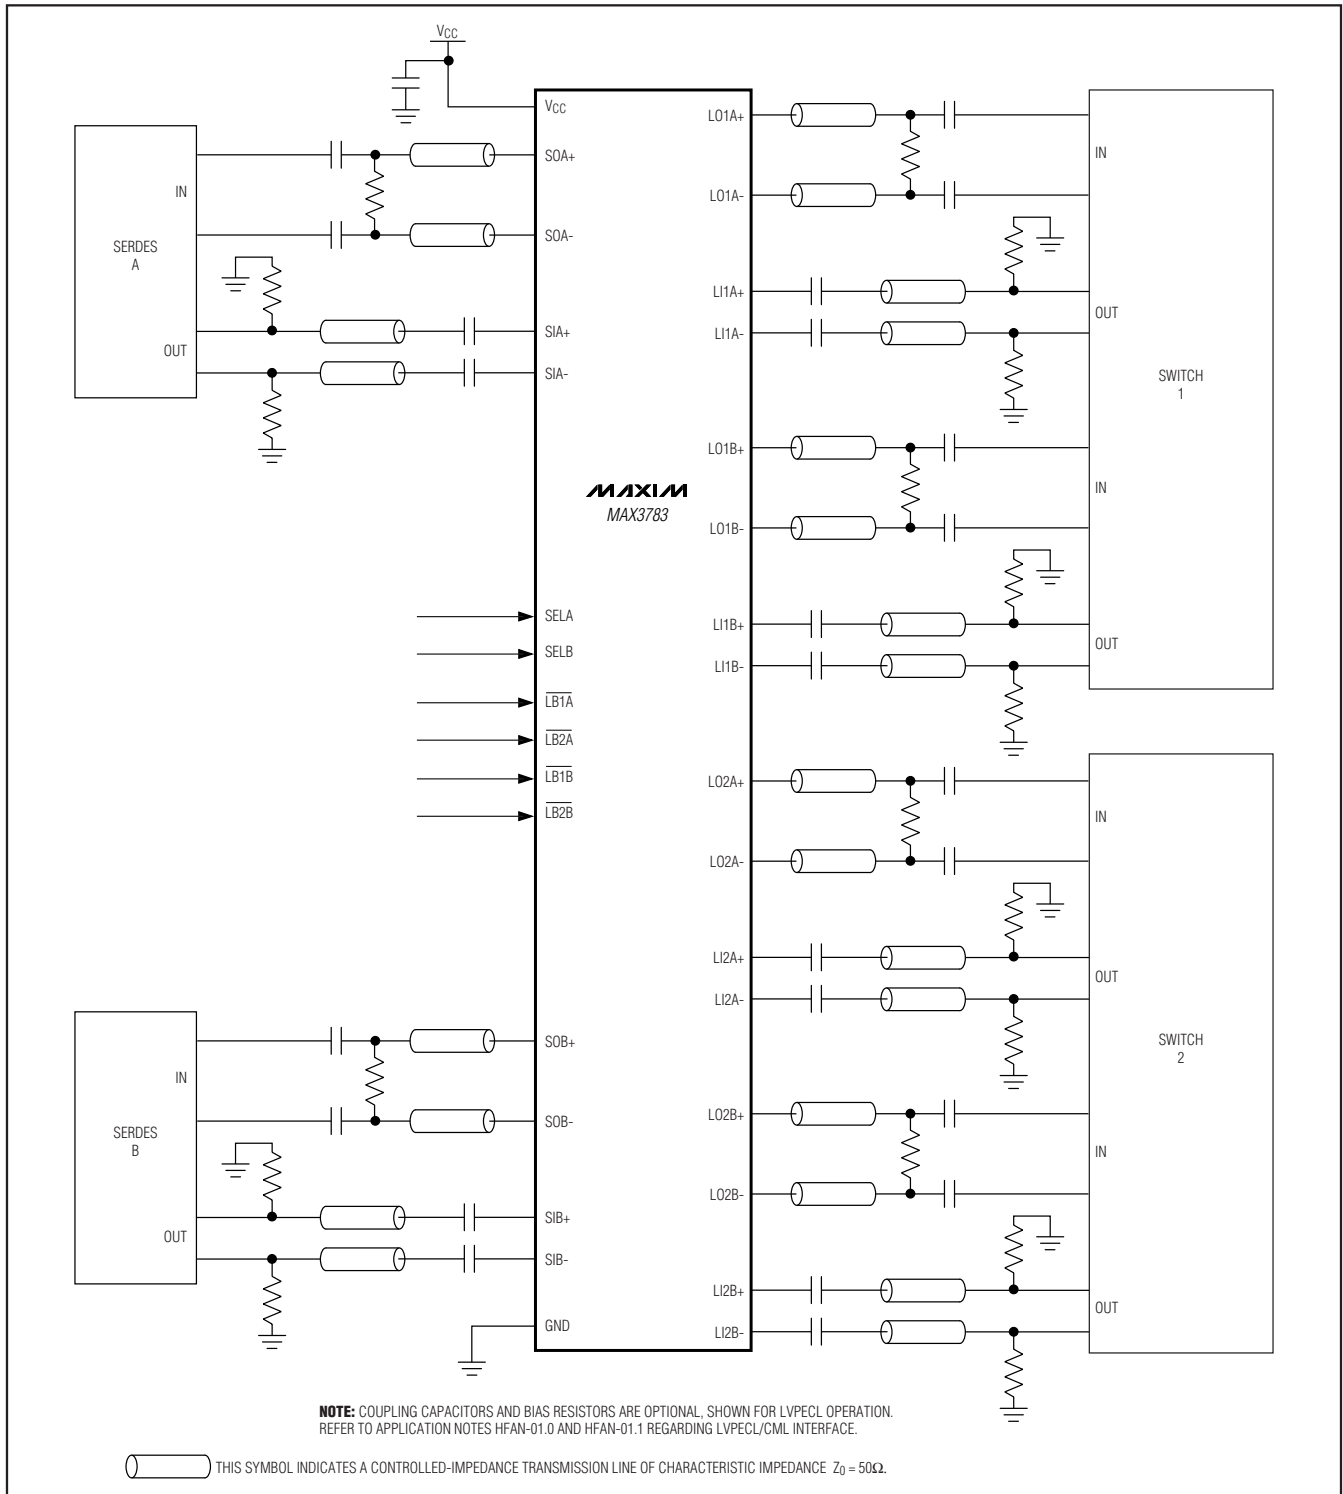 VCC
VCC
SOA+
SOA-
SIA+
SIA-
SERDES
A
IN
OUT
MAXIM
MAX3783
SELA
SELB
LB1A
LB2A
LB1B
LB2B
SERDES
B
IN
OUT
SOB+
SOB-
SIB+
SIB-
GND
LO1A+
LO1A-
LI1A+
LI1A-
LO1B+
LO1B-
LI1B+
LI1B-
LO2A+
LO2A-
LI2A+
LI2A-
LO2B+
LO2B-
LI2B+
LI2B-
IN
OUT
SWITCH
1
IN
OUT
IN
OUT
SWITCH
2
IN
OUT
NOTE: COUPLING CAPACITORS AND BIAS RESISTORS ARE OPTIONAL, SHOWN FOR LVPECL OPERATION.
REFER TO APPLICATION NOTES HFAN-01.0 AND HFAN-01.1 REGARDING LVPECL/CML INTERFACE.
THIS SYMBOL INDICATES A CONTROLLED-IMPEDANCE TRANSMISSION LINE OF CHARACTERISTIC IMPEDANCE Z0 = 50Ω.